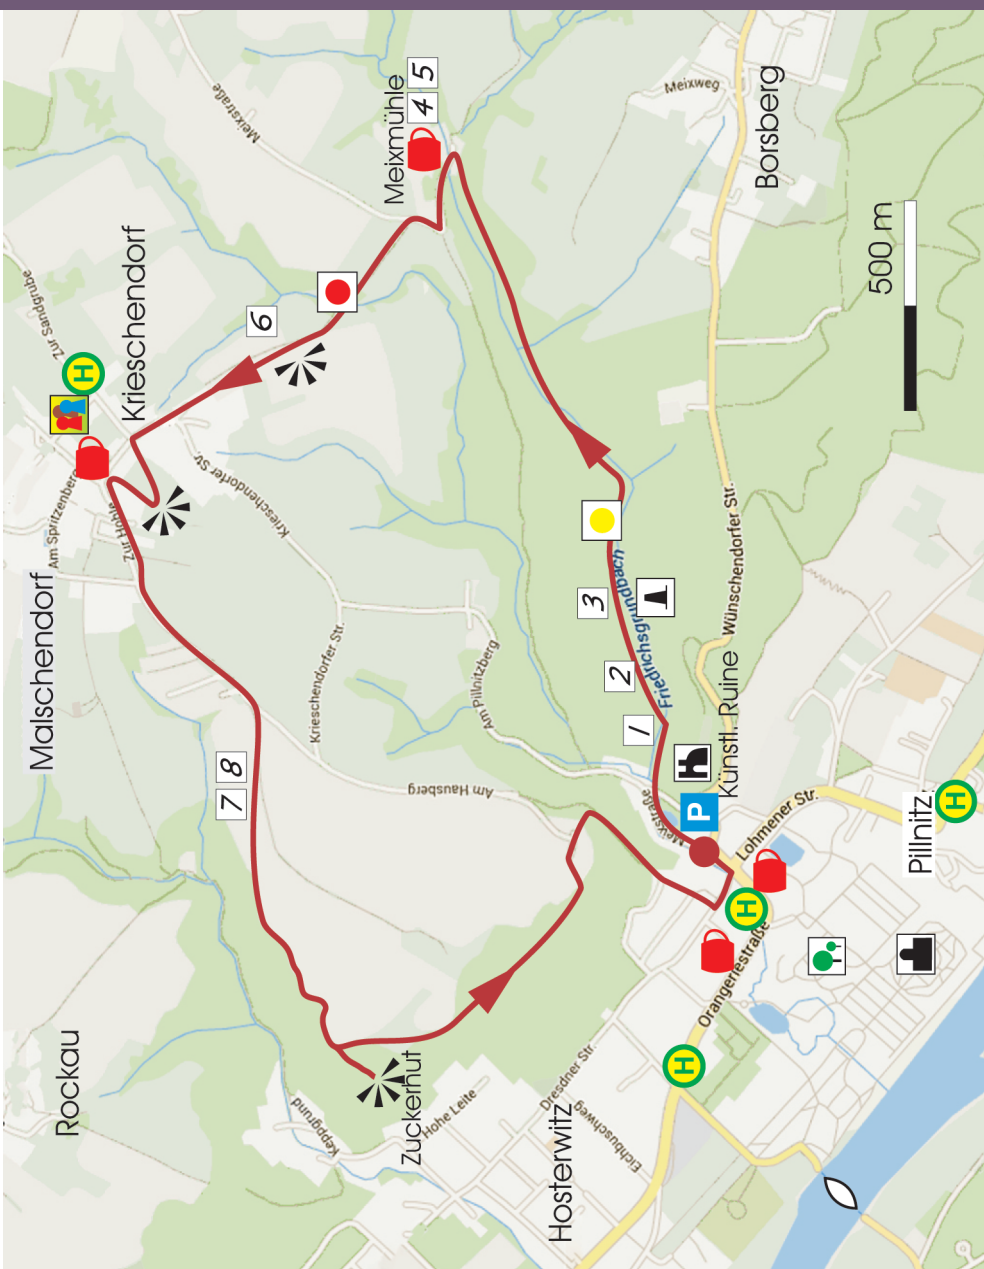 Rockau
Malschendorf
Am Spritzenberg
Zur Höhle
H
Krieschendorf
Zur Sandgrube
Meixstraße
Meixmühle
4 5
6
Krieschendorfer Str.
Krieschendorfer Str.
7 8
Am Hausberg
Am Pillnitzberg
Zuckerhut
Keppgrund
Hohe Leite
Dresdner Str.
Eichbuschweg
Hosterwitz
H
Orangeriestraße
H
Meixstraße
P
Künstl. Ruine
Lohmener Str.
Wünschendorfer Str.
Friedrichsgrundbach
1
2
3
Pillnitz
H
Meixweg
Borsberg
500 m